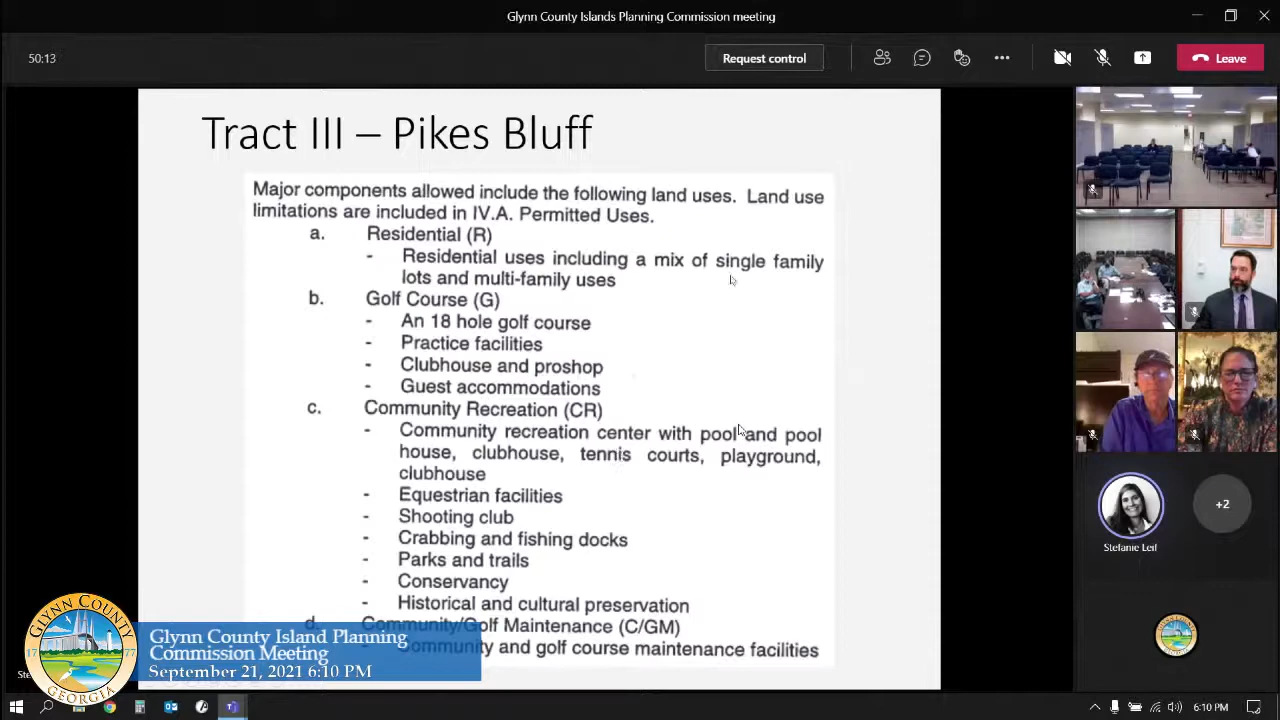 Glynn County Islands Planning Commission meeting
50:13
Request control
Leave
Tract III – Pikes Bluff
Major components allowed include the following land uses. Land use
limitations are included in IV.A. Permitted Uses.
a. Residential (R)
- Residential uses including a mix of single family
lots and multi-family uses
b. Golf Course (G)
- An 18 hole golf course
- Practice facilities
- Clubhouse and proshop
- Guest accommodations
c. Community Recreation (CR)
- Community recreation center with pool and pool
house, clubhouse, tennis courts, playground,
clubhouse
- Equestrian facilities
- Shooting club
- Crabbing and fishing docks
- Parks and trails
- Conservancy
- Historical and cultural preservation
d. Community/Golf Maintenance (C/GM)
- Community and golf course maintenance facilities
+2
Stefanie Leif
GLYNN COUNTY
1777
GEORGIA
Glynn County Island Planning
Commission Meeting
September 21, 2021 6:10 PM
6:10 PM